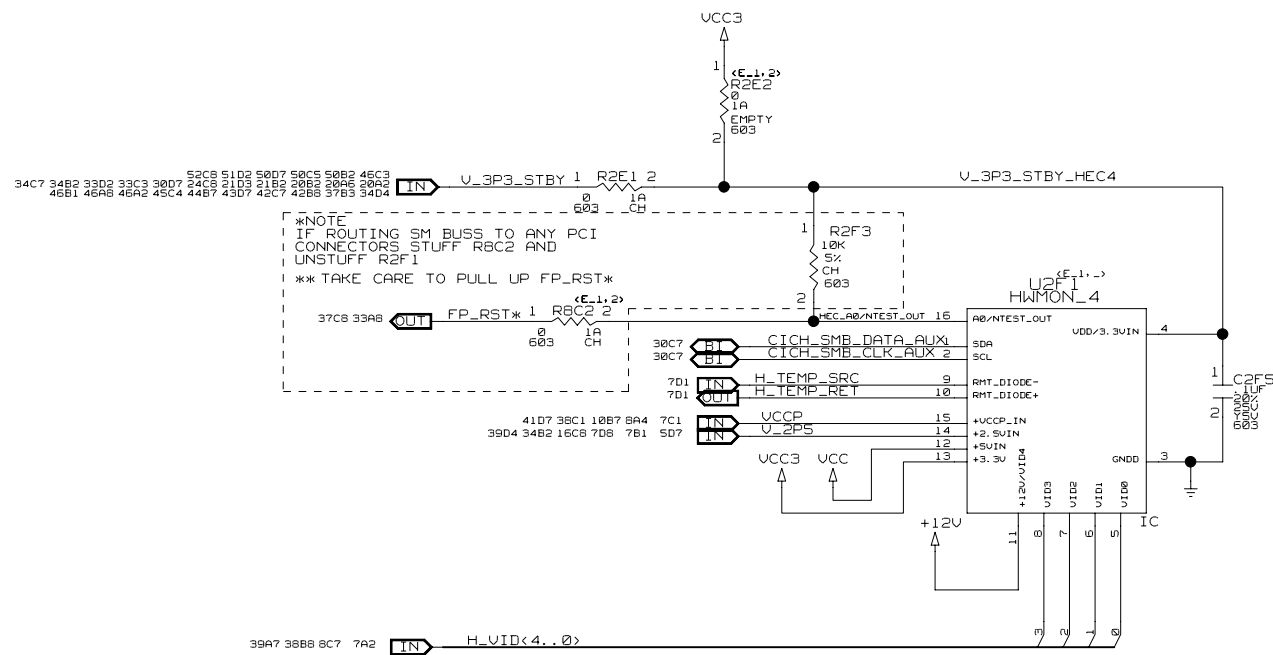 VCC3
1
<E_1,2>
R2E2
0
1A
EMPTY
603
2
52C8 51D2 50D7 50C5 50B2 46C3
34C7 34B2 33D2 33C3 30D7 24C8 21D3 21B2 20B2 20A6 20A2
46B1 46A8 46A2 45C4 44B7 43D7 42C7 42B8 37B3 34D4
IN
V_3P3_STBY 1 R2E1 2
0 1A
603 CH
V_3P3_STBY_HEC4
*NOTE
IF ROUTING SM BUSS TO ANY PCI
CONNECTORS STUFF R8C2 AND
UNSTUFF R2F1
** TAKE CARE TO PULL UP FP_RST*
1 R2F3
10K
5%
CH
603
2
<E_1,_>
U2F1
HWMON_4
37C8 33A8 OUT FP_RST* 1 R8C2 2
<E_1,2>
0 1A
603 CH
HEC_A0/NTEST_OUT 16 A0/NTEST_OUT
VDD/3.3VIN 4
30C7 BI CICH_SMB_DATA_AUX 1 SDA
30C7 BI CICH_SMB_CLK_AUX 2 SCL
7D1 IN H_TEMP_SRC 9 RMT_DIODE-
7D1 OUT H_TEMP_RET 10 RMT_DIODE+
41D7 38C1 10B7 8A4 7C1 IN VCCP 15 +VCCP_IN
39D4 34B2 16C8 7D8 7B1 5D7 IN V_2P5 14 +2.5VIN
12 +5VIN
13 +3.3V
1 C2F5
.1UF
2
603
VCC3 VCC
GNDD 3
+12V/VID4 VID3 VID2 VID1 VID0
IC
+12V
11 8 7 6 5
3 2 1 0
39A7 38B8 8C7 7A2 IN H_VID<4..0>